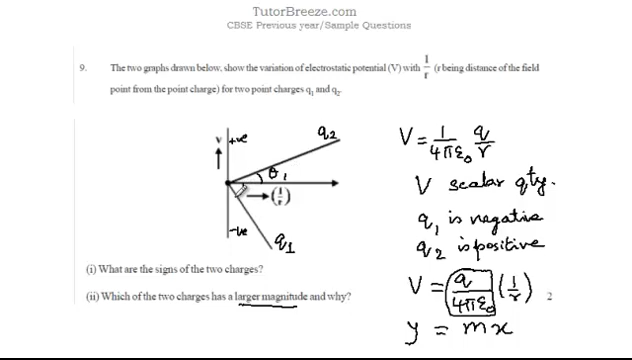 TutorBreeze.com
CBSE Previous year/Sample Questions
9. The two graphs drawn below, show the variation of electrostatic potential (V) with 1/r (r being distance of the field
point from the point charge) for two point charges q₁ and q₂.
v +ve
q₂
θ₁
(1/r)
-ve
q₁
V = 1/4πε₀ q/r
V scalar qty.
q₁ is negative
q₂ is positive
V = (q/4πε₀) (1/r)
y = mx
(i) What are the signs of the two charges?
(ii) Which of the two charges has a larger magnitude and why? 2